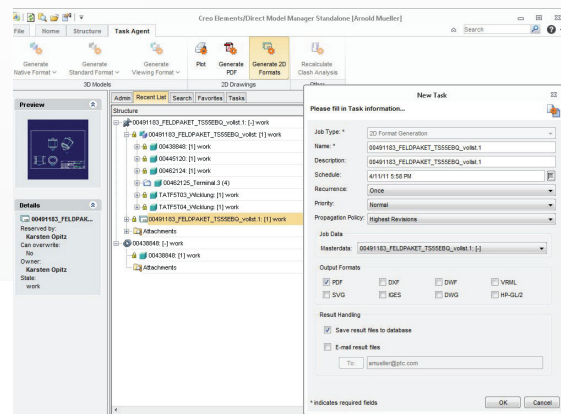 Creo Elements/Direct Model Manager Standalone [Arnold Mueller]
File Home Structure Task Agent
Search
Generate Native Format
Generate Standard Format
Generate Viewing Format
Plot
Generate PDF
Generate 2D Formats
Recalculate Clash Analysis
3D Models
2D Drawings
Other
Preview
Details
00491183_FELDPAK...
Reserved by:
Karsten Opitz
Can overwrite:
No
Owner:
Karsten Opitz
State:
work
Admin Recent List Search Favorites Tasks
Structure
00491183_FELDPAKET_TS55EBQ_vollst.1: [-] work
00491183_FELDPAKET_TS55EBQ_vollst: [1] work
00438848: [1] work
00445120: [1] work
00462124: [1] work
00462125_Terminal.3 (4)
TATF5T03_Wicklung: [1] work
TATF5T04_Wicklung: [1] work
00491183_FELDPAKET_TS55EBQ_vollst.1: [1] work
Attachments
00438848: [-] work
00438848: [1] work
Attachments
New Task
Please fill in Task information...
Job Type: * 2D Format Generation
Name: * 00491183_FELDPAKET_TS55EBQ_vollst.1
Description: 00491183_FELDPAKET_TS55EBQ_vollst.1
Schedule: 4/11/11 5:58 PM
Recurrence: Once
Priority: Normal
Propagation Policy: Highest Revisions
Job Data
Masterdata: 00491183_FELDPAKET_TS55EBQ_vollst.1: [-]
Output Formats
PDF DXF DWF VRML
SVG IGES DWG HP-GL/2
Result Handling
Save result files to database
E-mail result files
To: amueller@ptc.com
* indicates required fields
OK Cancel